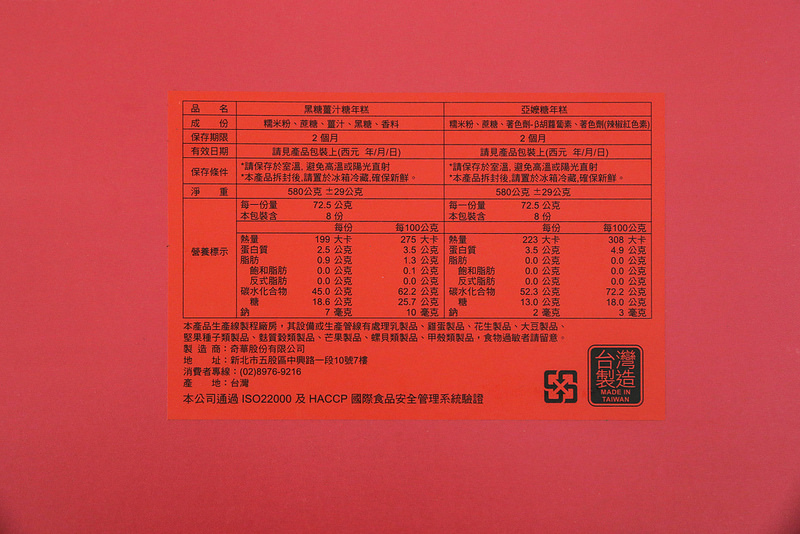 品 名 黑糖薑汁糖年糕 亞嬤糖年糕
成 份 糯米粉、蔗糖、薑汁、黑糖、香料 糯米粉、蔗糖、著色劑-β胡蘿蔔素、著色劑(辣椒紅色素)
保存期限 2個月 2個月
有效日期 請見產品包裝上(西元 年/月/日) 請見產品包裝上(西元 年/月/日)
保存條件 *請保存於室溫, 避免高溫或陽光直射 *請保存於室溫, 避免高溫或陽光直射
*本產品拆封後,請置於冰箱冷藏,確保新鮮。 *本產品拆封後,請置於冰箱冷藏,確保新鮮。
淨 重 580公克 ±29公克 580公克 ±29公克
營養標示
每一份量 72.5 公克 每一份量 72.5 公克
本包裝含 8 份 本包裝含 8 份
每份 每100公克 每份 每100公克
熱量 199 大卡 275 大卡 熱量 223 大卡 308 大卡
蛋白質 2.5 公克 3.5 公克 蛋白質 3.5 公克 4.9 公克
脂肪 0.9 公克 1.3 公克 脂肪 0.0 公克 0.0 公克
飽和脂肪 0.0 公克 0.1 公克 飽和脂肪 0.0 公克 0.0 公克
反式脂肪 0.0 公克 0.0 公克 反式脂肪 0.0 公克 0.0 公克
碳水化合物 45.0 公克 62.2 公克 碳水化合物 52.3 公克 72.2 公克
糖 18.6 公克 25.7 公克 糖 13.0 公克 18.0 公克
鈉 7 毫克 10 毫克 鈉 2 毫克 3 毫克
本產品生產線製程廠房，其設備或生產管線有處理乳製品、雞蛋製品、花生製品、大豆製品、
堅果種子類製品、麩質穀類製品、芒果製品、螺貝類製品、甲殼類製品，食物過敏者請留意。
製 造 商：奇華股份有限公司
地 址：新北市五股區中興路一段10號7樓
消費者專線：(02)8976-9216
產 地：台灣
本公司通過 ISO22000 及 HACCP 國際食品安全管理系統驗證
台灣
製造
MADE IN
TAIWAN